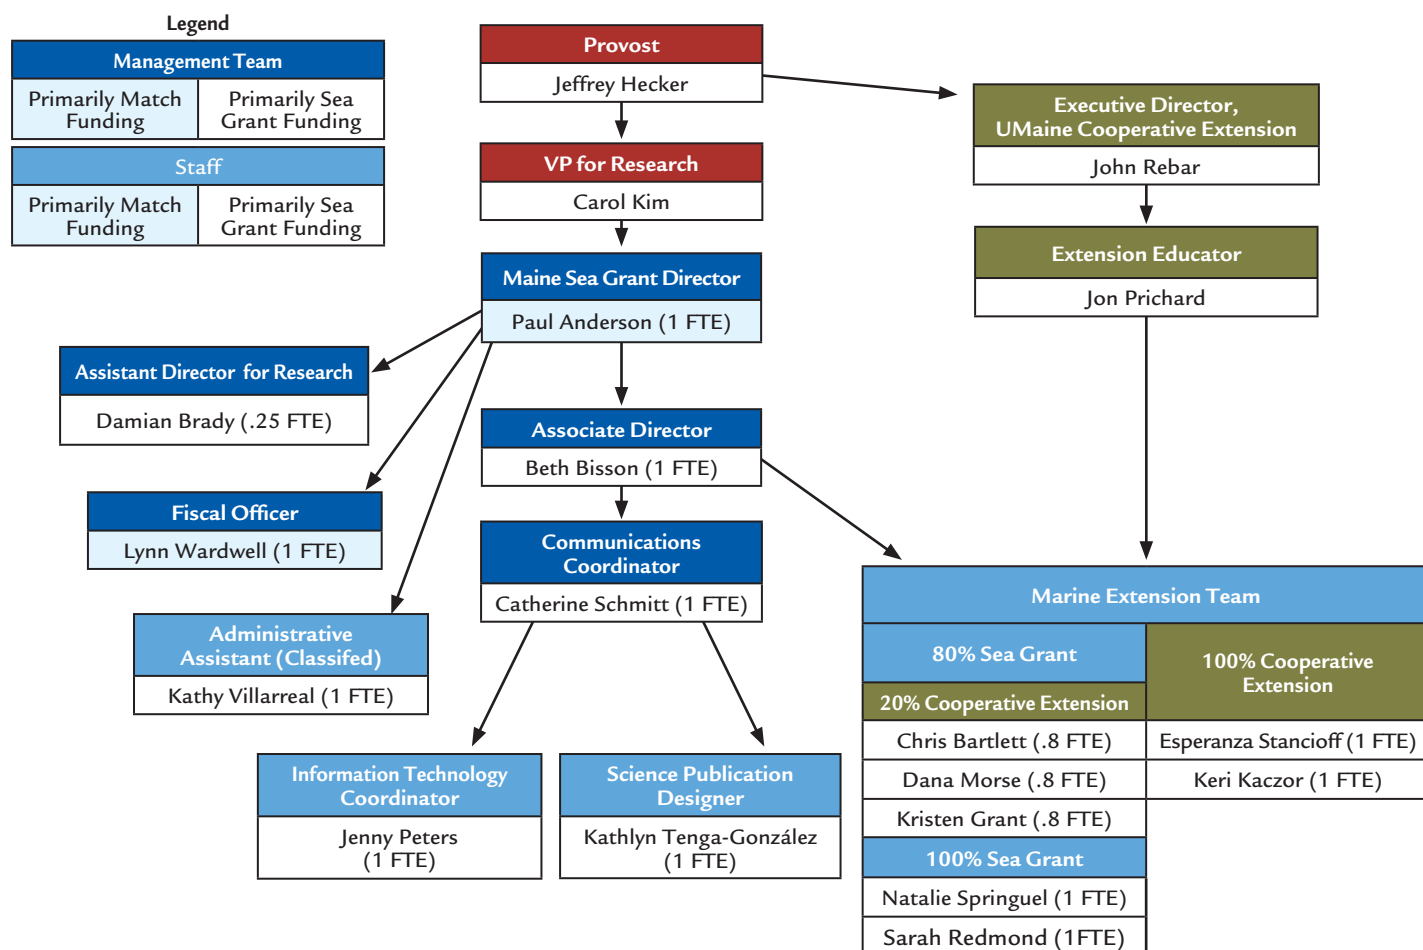 Legend
Management Team
Primarily Match
Funding
Primarily Sea
Grant Funding
Staff
Primarily Match
Funding
Primarily Sea
Grant Funding
Provost
Jeffrey Hecker
VP for Research
Carol Kim
Executive Director,
UMaine Cooperative Extension
John Rebar
Extension Educator
Jon Prichard
Maine Sea Grant Director
Paul Anderson (1 FTE)
Assistant Director for Research
Damian Brady (.25 FTE)
Associate Director
Beth Bisson (1 FTE)
Fiscal Officer
Lynn Wardwell (1 FTE)
Communications
Coordinator
Catherine Schmitt (1 FTE)
Administrative
Assistant (Classifed)
Kathy Villarreal (1 FTE)
Information Technology
Coordinator
Jenny Peters
(1 FTE)
Science Publication
Designer
Kathlyn Tenga-González
(1 FTE)
Marine Extension Team
80% Sea Grant
20% Cooperative Extension
Chris Bartlett (.8 FTE)
Dana Morse (.8 FTE)
Kristen Grant (.8 FTE)
100% Sea Grant
Natalie Springuel (1 FTE)
Sarah Redmond (1FTE)
100% Cooperative
Extension
Esperanza Stancioff (1 FTE)
Keri Kaczor (1 FTE)